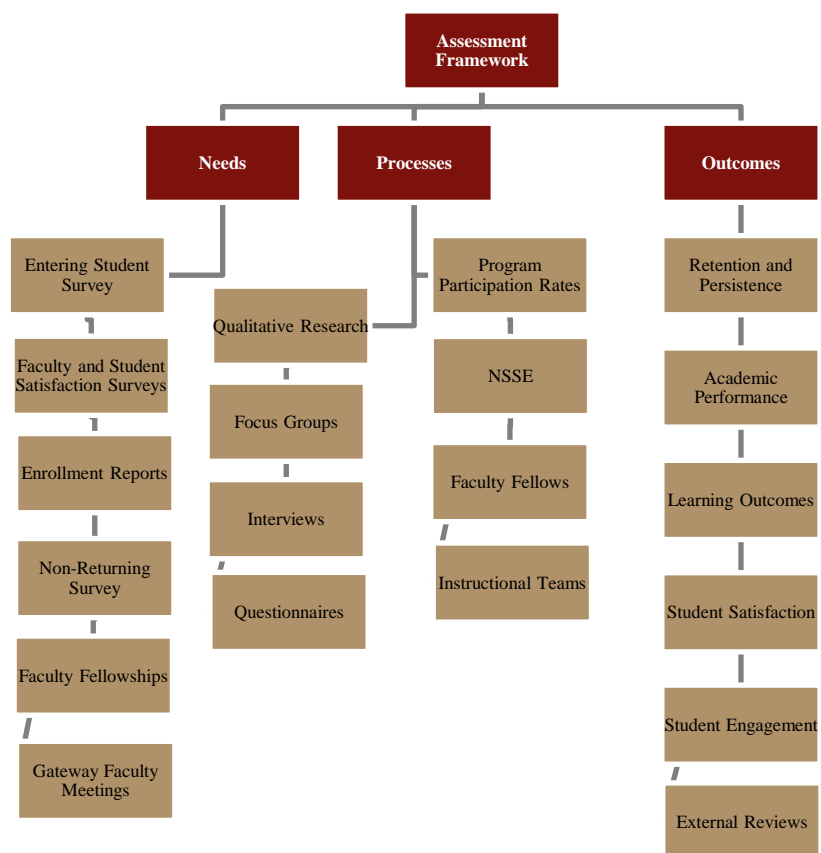 Assessment
Framework
Needs
Processes
Outcomes
Entering Student
Survey
Faculty and Student
Satisfaction Surveys
Enrollment Reports
Non-Returning
Survey
Faculty Fellowships
Gateway Faculty
Meetings
Qualitative Research
Focus Groups
Interviews
Questionnaires
Program
Participation Rates
NSSE
Faculty Fellows
Instructional Teams
Retention and
Persistence
Academic
Performance
Learning Outcomes
Student Satisfaction
Student Engagement
External Reviews